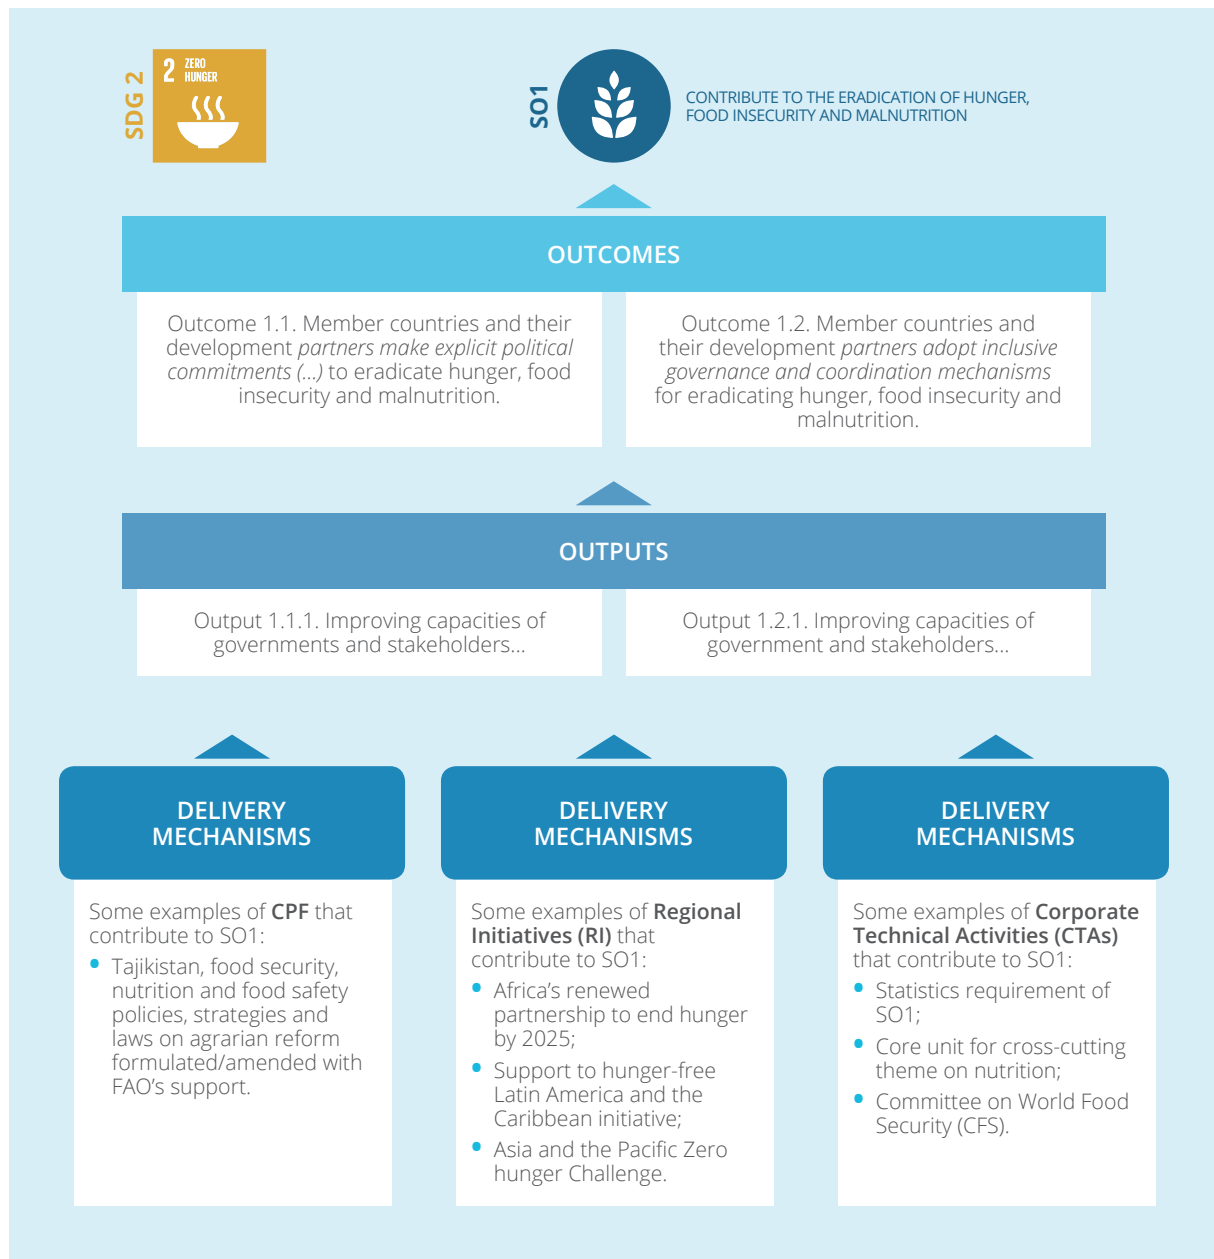 SDG 2
2 ZERO
HUNGER
SO1
CONTRIBUTE TO THE ERADICATION OF HUNGER,
FOOD INSECURITY AND MALNUTRITION
OUTCOMES
Outcome 1.1. Member countries and their
development partners make explicit political
commitments (...) to eradicate hunger, food
insecurity and malnutrition.
Outcome 1.2. Member countries and
their development partners adopt inclusive
governance and coordination mechanisms
for eradicating hunger, food insecurity and
malnutrition.
OUTPUTS
Output 1.1.1. Improving capacities of
governments and stakeholders...
Output 1.2.1. Improving capacities of
government and stakeholders...
DELIVERY
MECHANISMS
Some examples of CPF that
contribute to SO1:
• Tajikistan, food security,
nutrition and food safety
policies, strategies and
laws on agrarian reform
formulated/amended with
FAO’s support.
DELIVERY
MECHANISMS
Some examples of Regional
Initiatives (RI) that
contribute to SO1:
• Africa’s renewed
partnership to end hunger
by 2025;
• Support to hunger-free
Latin America and the
Caribbean initiative;
• Asia and the Pacific Zero
hunger Challenge.
DELIVERY
MECHANISMS
Some examples of Corporate
Technical Activities (CTAs)
that contribute to SO1:
• Statistics requirement of
SO1;
• Core unit for cross-cutting
theme on nutrition;
• Committee on World Food
Security (CFS).